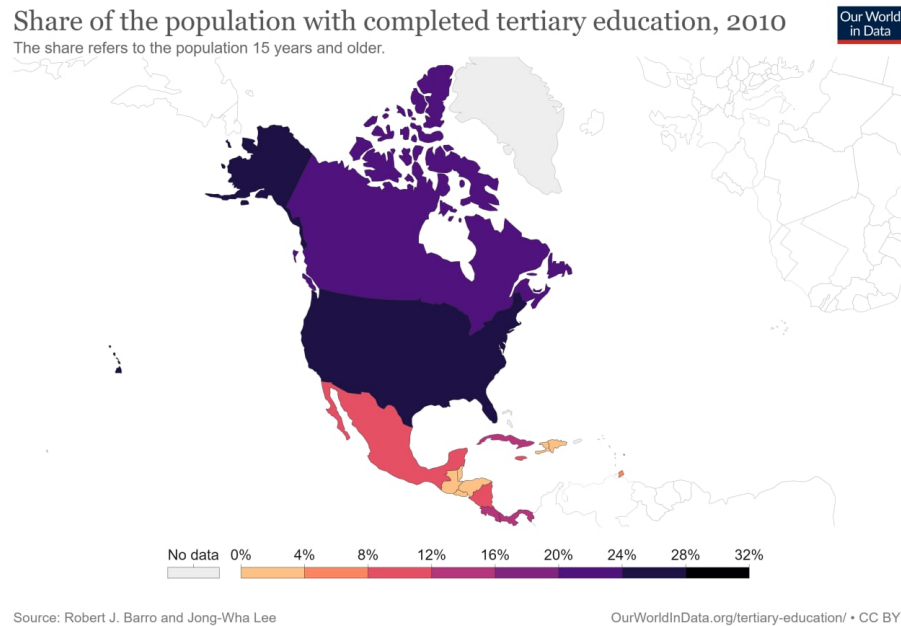 Share of the population with completed tertiary education, 2010
Our World
in Data
The share refers to the population 15 years and older.
No data 0% 4% 8% 12% 16% 20% 24% 28% 32%
Source: Robert J. Barro and Jong-Wha Lee
OurWorldInData.org/tertiary-education/ • CC BY